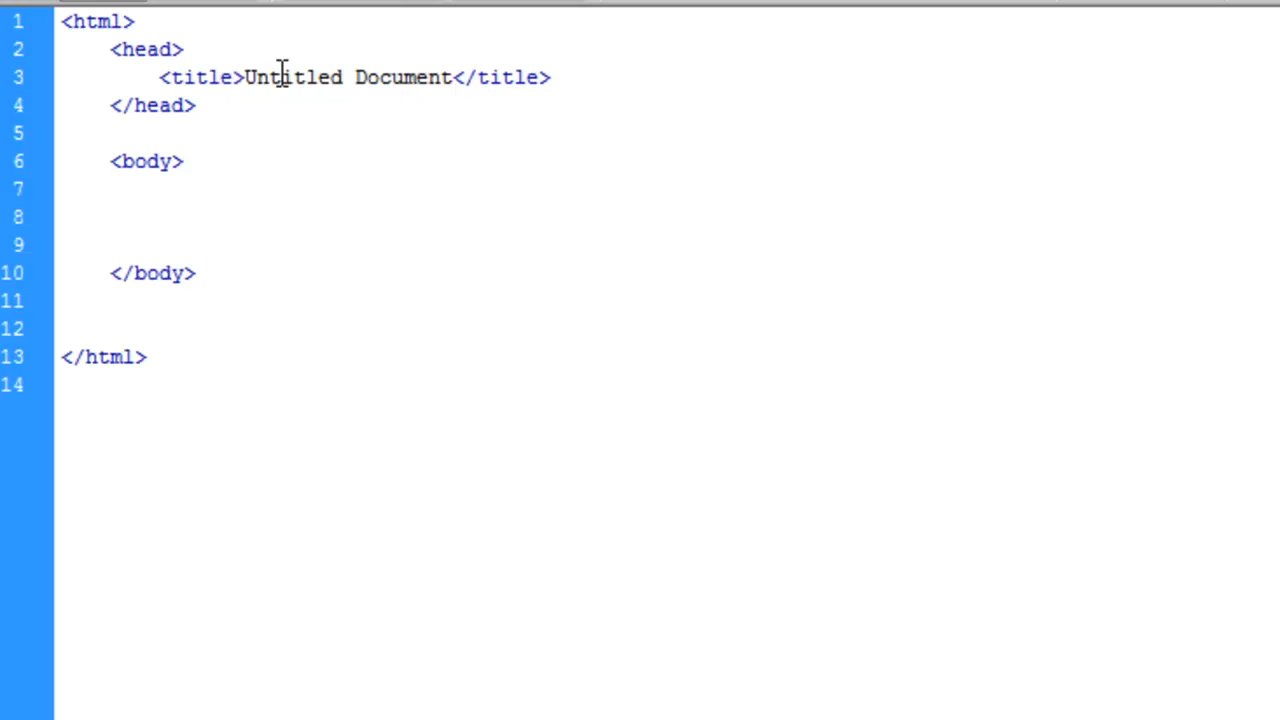 1 <html>
2 <head>
3 <title>Untitled Document</title>
4 </head>
5
6 <body>
7
8
9
10 </body>
11
12
13 </html>
14